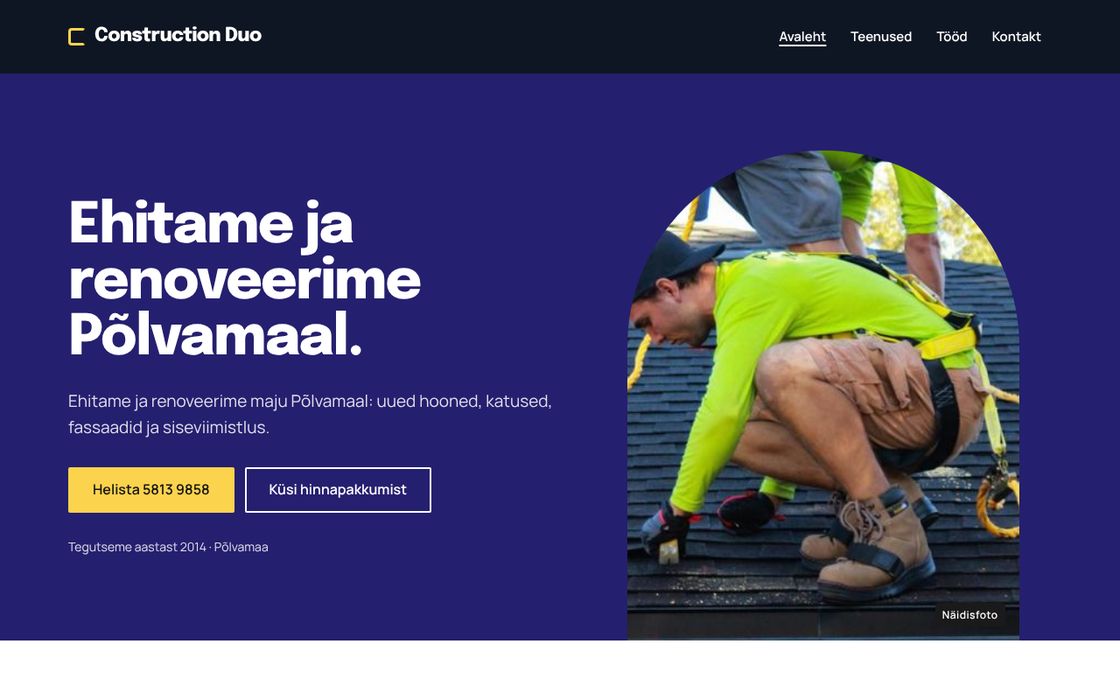 Construction Duo
Avaleht Teenused Tööd Kontakt
Ehitame ja
renoveerime
Põlvamaal.
Ehitame ja renoveerime maju Põlvamaal: uued hooned, katused,
fassaadid ja siseviimistlus.
Helista 5813 9858
Küsi hinnapakkumist
Tegutseme aastast 2014 · Põlvamaa
Näidisfoto